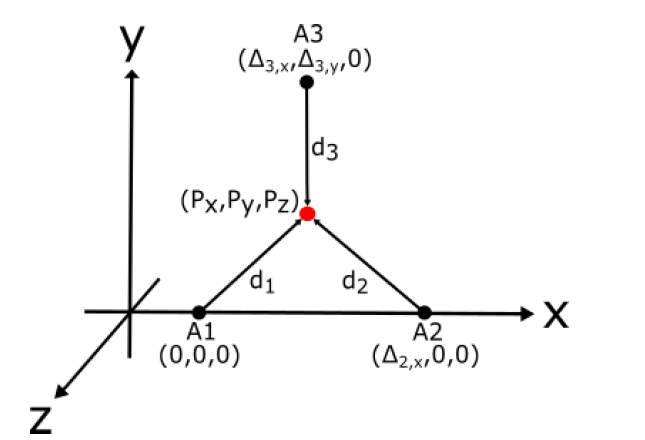 y
A3
(Δ3,x,Δ3,y,0)
d3
(Px,Py,Pz)
d1
d2
x
A1
A2
(0,0,0)
(Δ2,x,0,0)
z